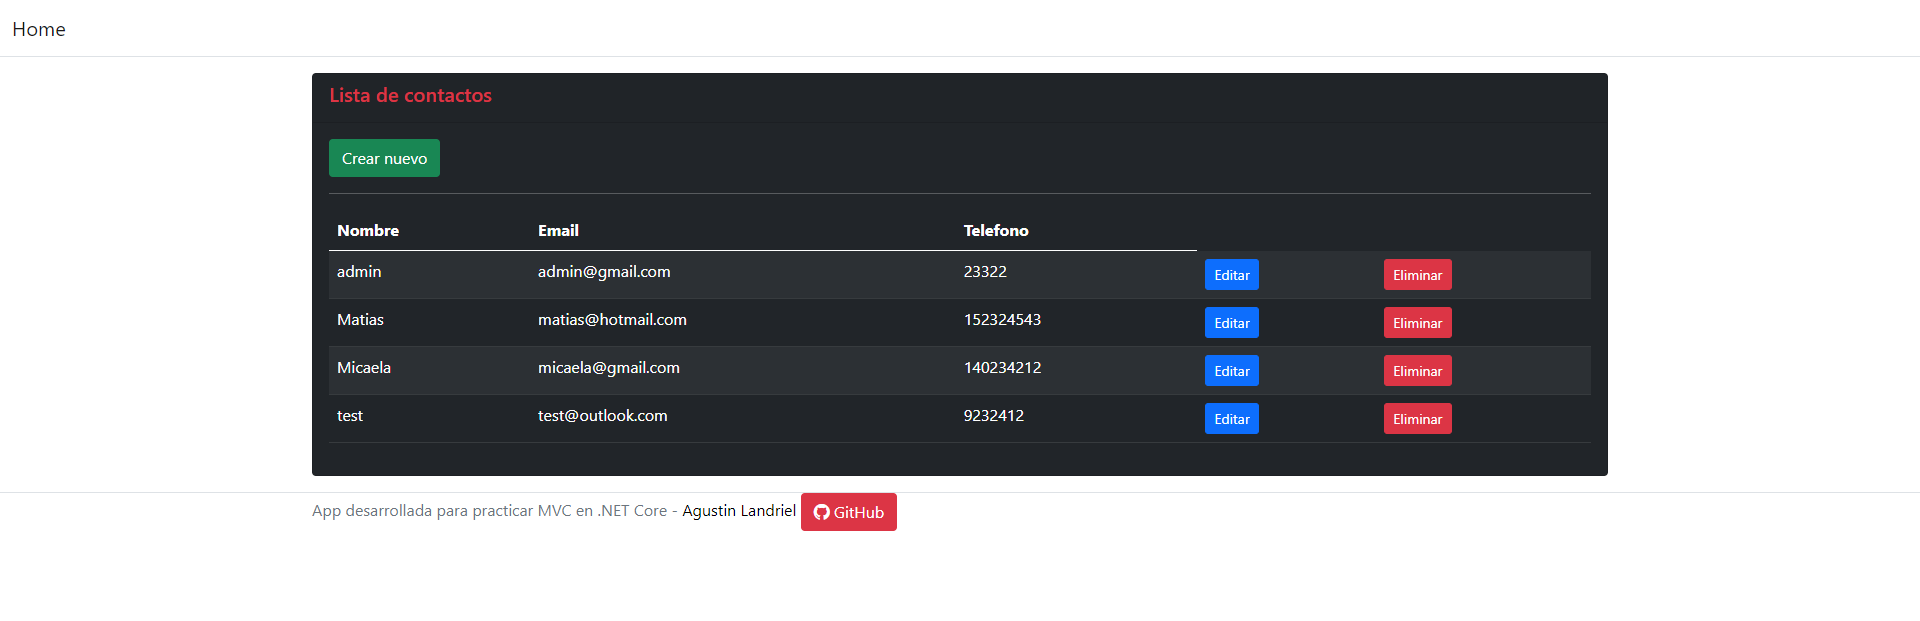 Home
Lista de contactos
Crear nuevo
Nombre Email Telefono
admin admin@gmail.com 23322 Editar Eliminar
Matias matias@hotmail.com 152324543 Editar Eliminar
Micaela micaela@gmail.com 140234212 Editar Eliminar
test test@outlook.com 9232412 Editar Eliminar
App desarrollada para practicar MVC en .NET Core - Agustin Landriel GitHub